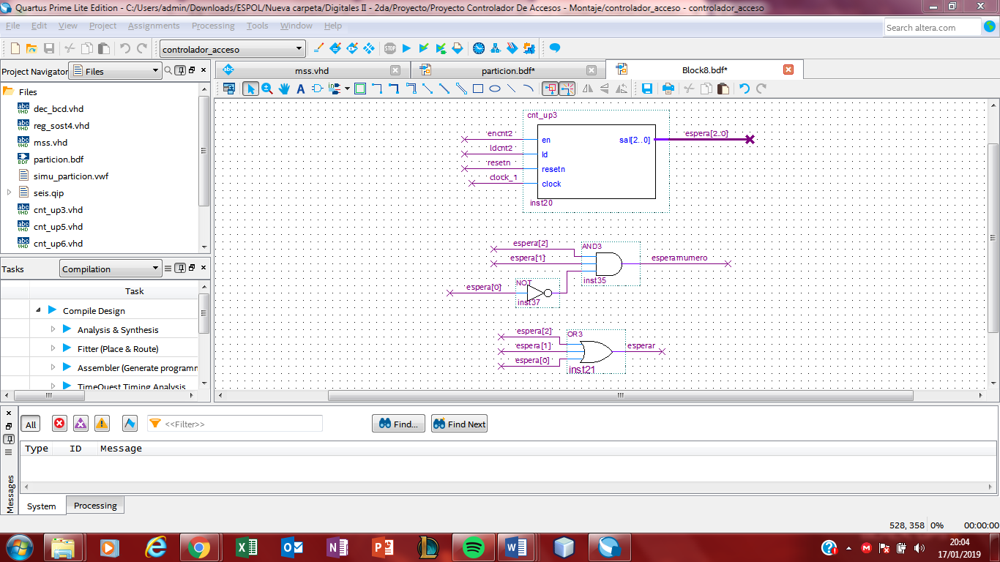 Quartus Prime Lite Edition - C:/Users/admin/Downloads/ESPOL/Nueva carpeta/Digitales II - 2da/Proyecto/Proyecto Controlador De Accesos - Montaje/controlador_acceso - controlador_acceso
File Edit View Project Assignments Processing Tools Window Help
Search altera.com
STOP
controlador_acceso
Project Navigator Files
mss.vhd
particion.bdf*
Block8.bdf*
Files
dec_bcd.vhd
reg_sost4.vhd
mss.vhd
particion.bdf
simu_particion.vwf
seis.qip
cnt_up3.vhd
cnt_up5.vhd
cnt_up6.vhd
Tasks Compilation
Task
Compile Design
Analysis & Synthesis
Fitter (Place & Route)
Assembler (Generate programm
TimeQuest Timing Analysis
cnt_up3
encnt2 en sal[2..0] espera[2..0]
ldcnt2 ld
resetn resetn
clock_1 clock
inst20
espera[2] AND3
espera[1] esperarnumero
inst35
espera[0] NOT
inst37
espera[2] OR3
espera[1] esperar
espera[0]
inst21
All <<Filter>> Find... Find Next
Type ID Message
Messages
System Processing
528, 358 0% 00:00:00
20:04
17/01/2019